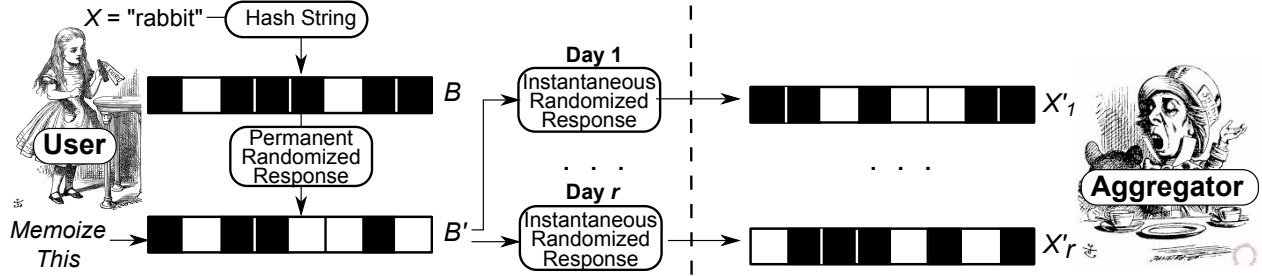 X = "rabbit"
Hash String
B
User
Permanent
Randomized
Response
Memoize
This
B'
Day 1
Instantaneous
Randomized
Response
. . .
Day r
Instantaneous
Randomized
Response
X'1
. . .
Aggregator
X'r